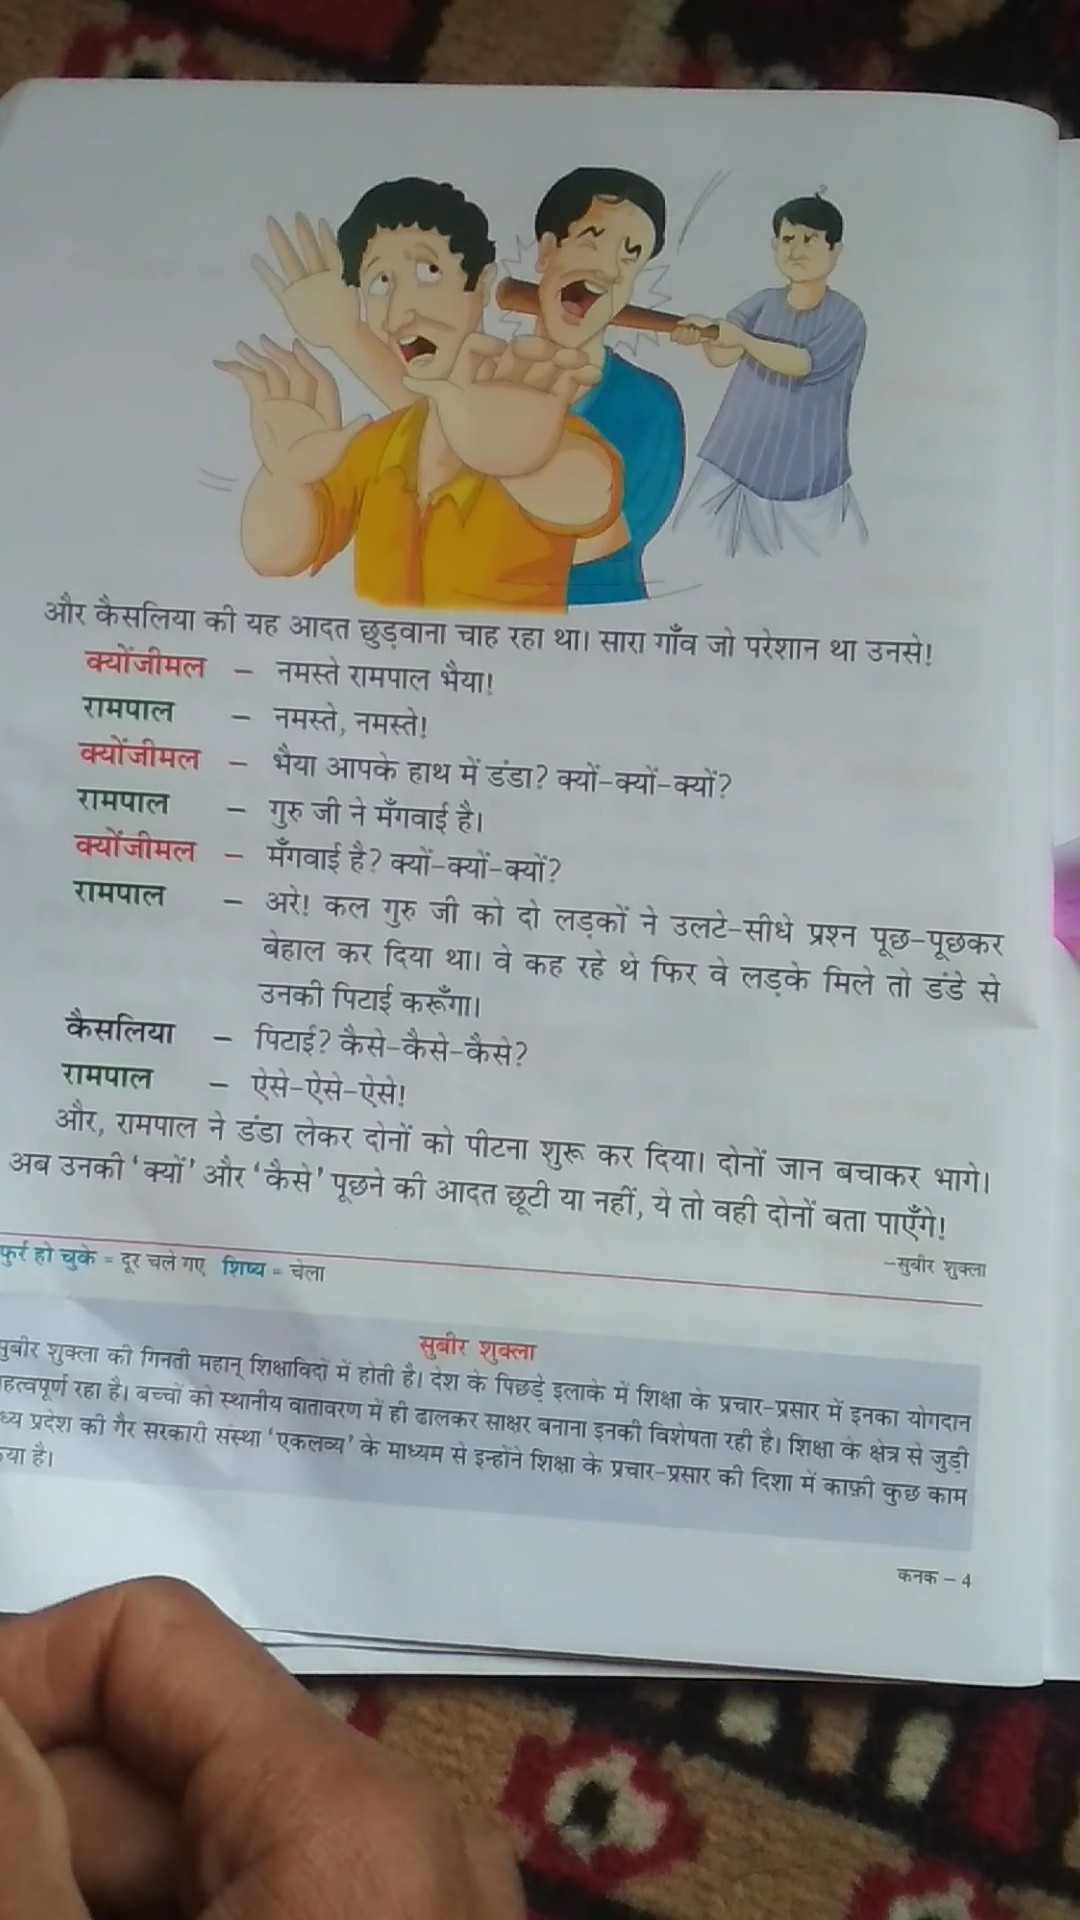 और कैसलिया की यह आदत छुड़वाना चाह रहा था। सारा गाँव जो परेशान था उनसे!
क्योंजीमल – नमस्ते रामपाल भैया!
रामपाल – नमस्ते, नमस्ते!
क्योंजीमल – भैया आपके हाथ में डंडा? क्यों-क्यों-क्यों?
रामपाल – गुरु जी ने मँगवाई है।
क्योंजीमल – मँगवाई है? क्यों-क्यों-क्यों?
रामपाल – अरे! कल गुरु जी को दो लड़कों ने उलटे-सीधे प्रश्न पूछ-पूछकर
बेहाल कर दिया था। वे कह रहे थे फिर वे लड़के मिले तो डंडे से
उनकी पिटाई करूँगा।
कैसलिया – पिटाई? कैसे-कैसे-कैसे?
रामपाल – ऐसे-ऐसे-ऐसे!
और, रामपाल ने डंडा लेकर दोनों को पीटना शुरू कर दिया। दोनों जान बचाकर भागे।
अब उनकी 'क्यों' और 'कैसे' पूछने की आदत छूटी या नहीं, ये तो वही दोनों बता पाएँगे!
–सुबीर शुक्ला
फुर्र हो चुके = दूर चले गए शिष्य = चेला
सुबीर शुक्ला
सुबीर शुक्ला की गिनती महान् शिक्षाविदों में होती है। देश के पिछड़े इलाके में शिक्षा के प्रचार-प्रसार में इनका योगदान
रहा है। बच्चों को स्थानीय वातावरण में ही ढालकर साक्षर बनाना इनकी विशेषता रही है। शिक्षा के क्षेत्र से जुड़ी
प्रदेश की गैर सरकारी संस्था 'एकलव्य' के माध्यम से इन्होंने शिक्षा के प्रचार-प्रसार की दिशा में काफ़ी कुछ काम
है।
कनक – 4